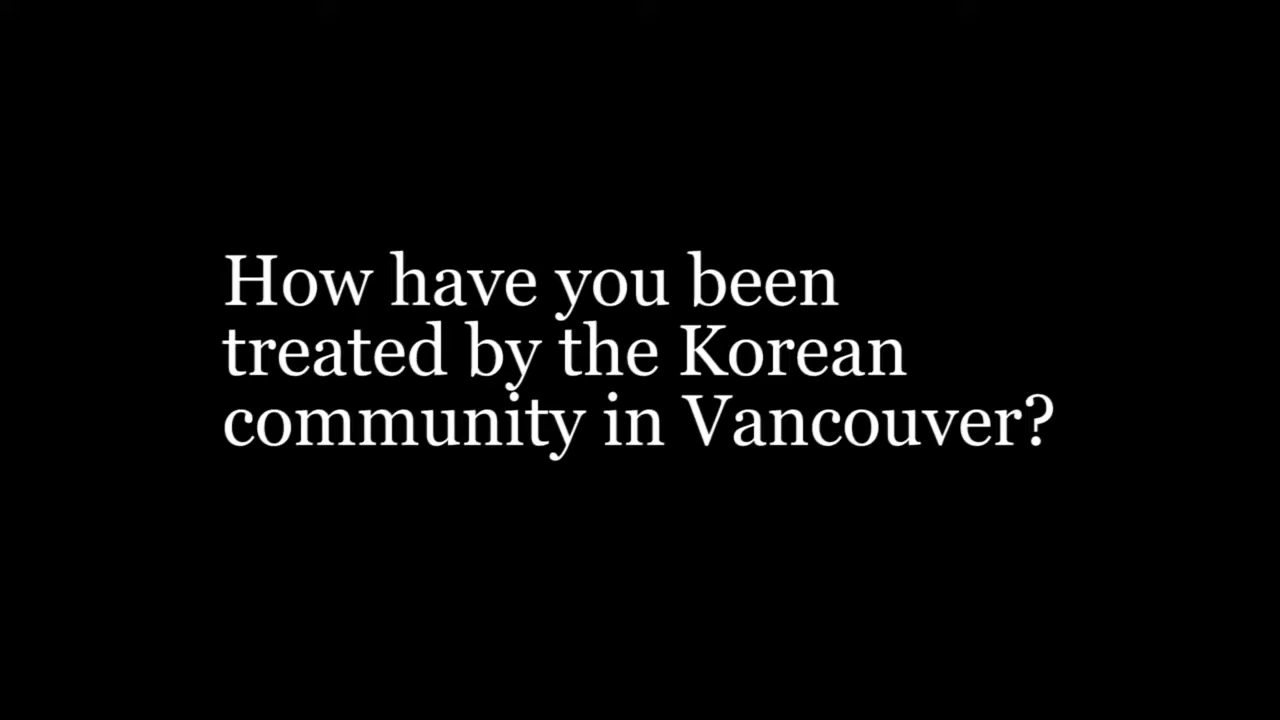 How have you been
treated by the Korean
community in Vancouver?